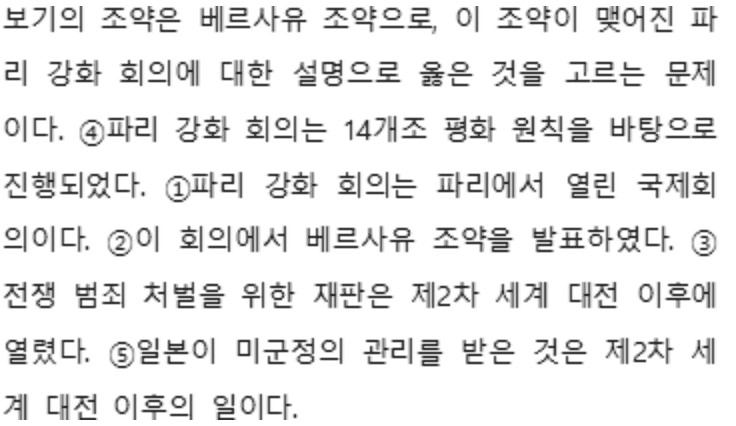 보기의 조약은 베르사유 조약으로, 이 조약이 맺어진 파
리 강화 회의에 대한 설명으로 옳은 것을 고르는 문제
이다. ④파리 강화 회의는 14개조 평화 원칙을 바탕으로
진행되었다. ①파리 강화 회의는 파리에서 열린 국제회
의이다. ②이 회의에서 베르사유 조약을 발표하였다. ③
전쟁 범죄 처벌을 위한 재판은 제2차 세계 대전 이후에
열렸다. ⑤일본이 미군정의 관리를 받은 것은 제2차 세
계 대전 이후의 일이다.